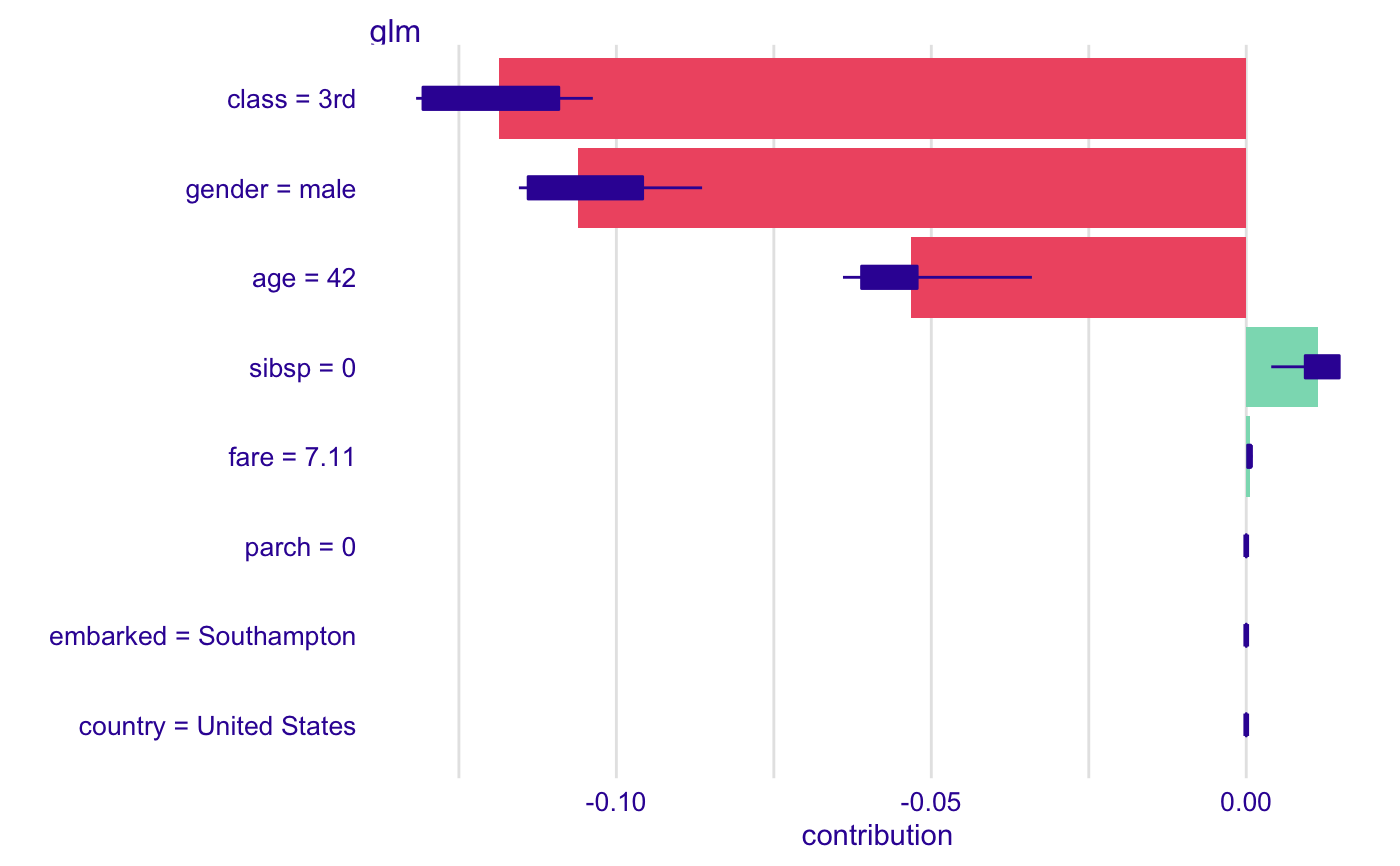 glm
class = 3rd
gender = male
age = 42
sibsp = 0
fare = 7.11
parch = 0
embarked = Southampton
country = United States
-0.10 -0.05 0.00
contribution